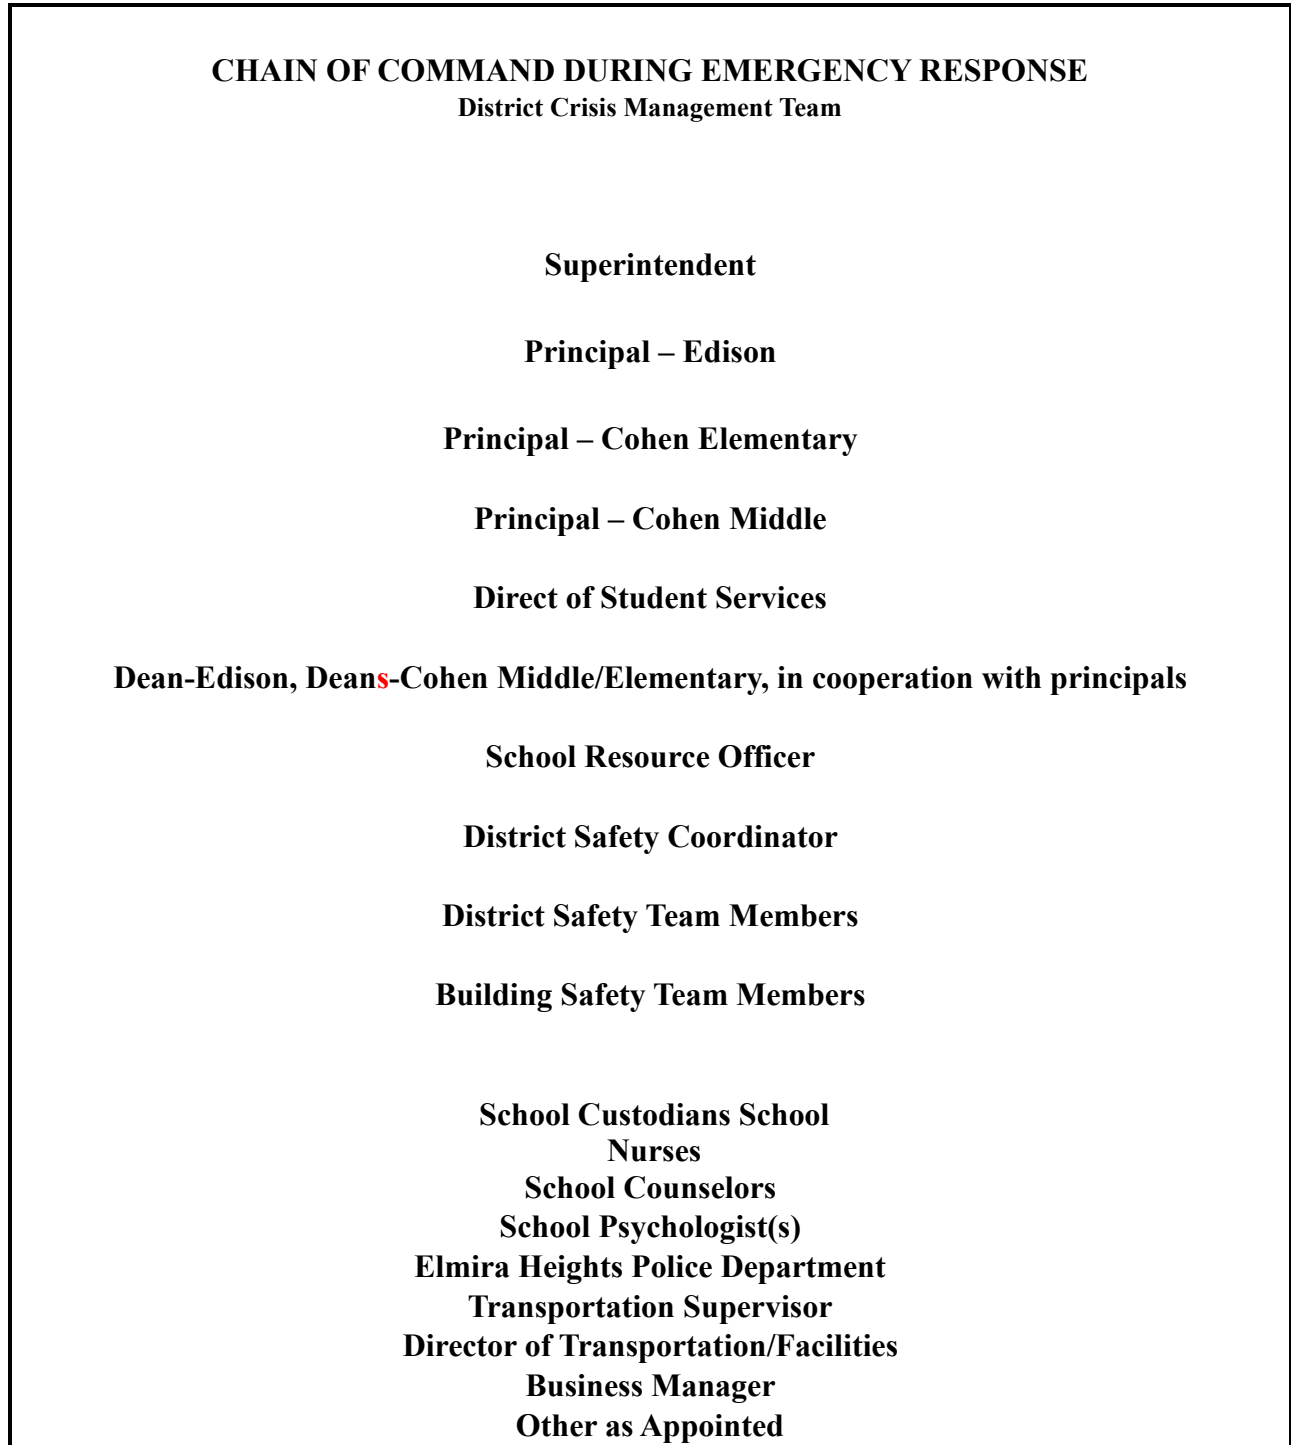 CHAIN OF COMMAND DURING EMERGENCY RESPONSE
District Crisis Management Team
Superintendent
Principal – Edison
Principal – Cohen Elementary
Principal – Cohen Middle
Direct of Student Services
Dean-Edison, Deans-Cohen Middle/Elementary, in cooperation with principals
School Resource Officer
District Safety Coordinator
District Safety Team Members
Building Safety Team Members
School Custodians School
Nurses
School Counselors
School Psychologist(s)
Elmira Heights Police Department
Transportation Supervisor
Director of Transportation/Facilities
Business Manager
Other as Appointed